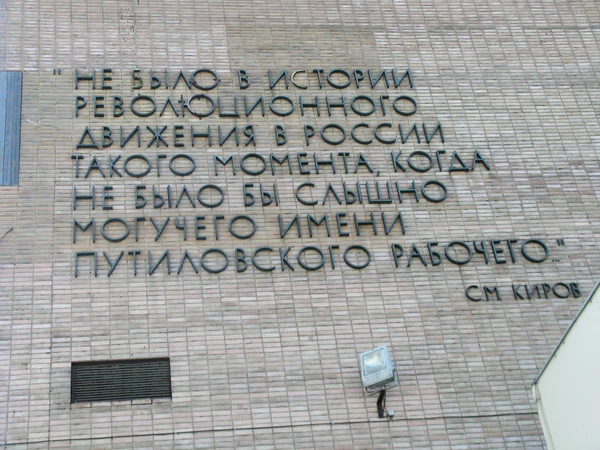 "НЕ БЫЛО В ИСТОРИИ
РЕВОЛЮЦИОННОГО
ДВИЖЕНИЯ В РОССИИ
ТАКОГО МОМЕНТА, КОГДА
НЕ БЫЛО БЫ СЛЫШНО
МОГУЧЕГО ИМЕНИ
ПУТИЛОВСКОГО РАБОЧЕГО..."
СМ КИРОВ